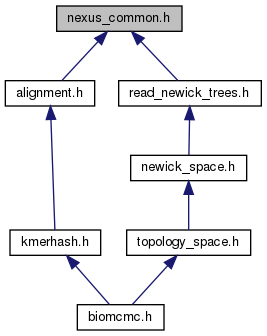 nexus_common.h
alignment.h
read_newick_trees.h
newick_space.h
kmerhash.h
topology_space.h
biomcmc.h